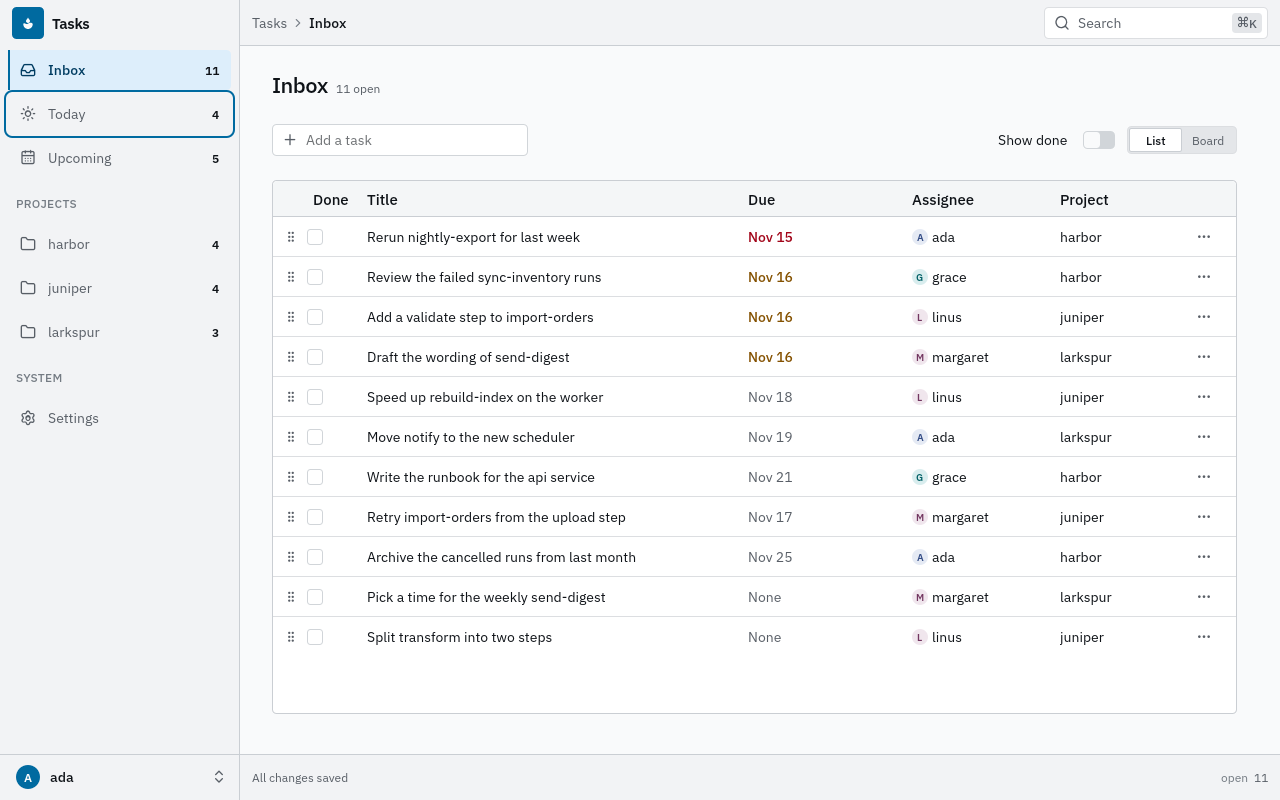 Tasks
Inbox 11
Today 4
Upcoming 5
PROJECTS
harbor 4
juniper 4
larkspur 3
SYSTEM
Settings
A ada
Tasks > Inbox
Search ⌘K
Inbox 11 open
Add a task
Show done List Board
Done Title Due Assignee Project
Rerun nightly-export for last week Nov 15 A ada harbor
Review the failed sync-inventory runs Nov 16 G grace harbor
Add a validate step to import-orders Nov 16 L linus juniper
Draft the wording of send-digest Nov 16 M margaret larkspur
Speed up rebuild-index on the worker Nov 18 L linus juniper
Move notify to the new scheduler Nov 19 A ada larkspur
Write the runbook for the api service Nov 21 G grace harbor
Retry import-orders from the upload step Nov 17 M margaret juniper
Archive the cancelled runs from last month Nov 25 A ada harbor
Pick a time for the weekly send-digest None M margaret larkspur
Split transform into two steps None L linus juniper
All changes saved
open 11